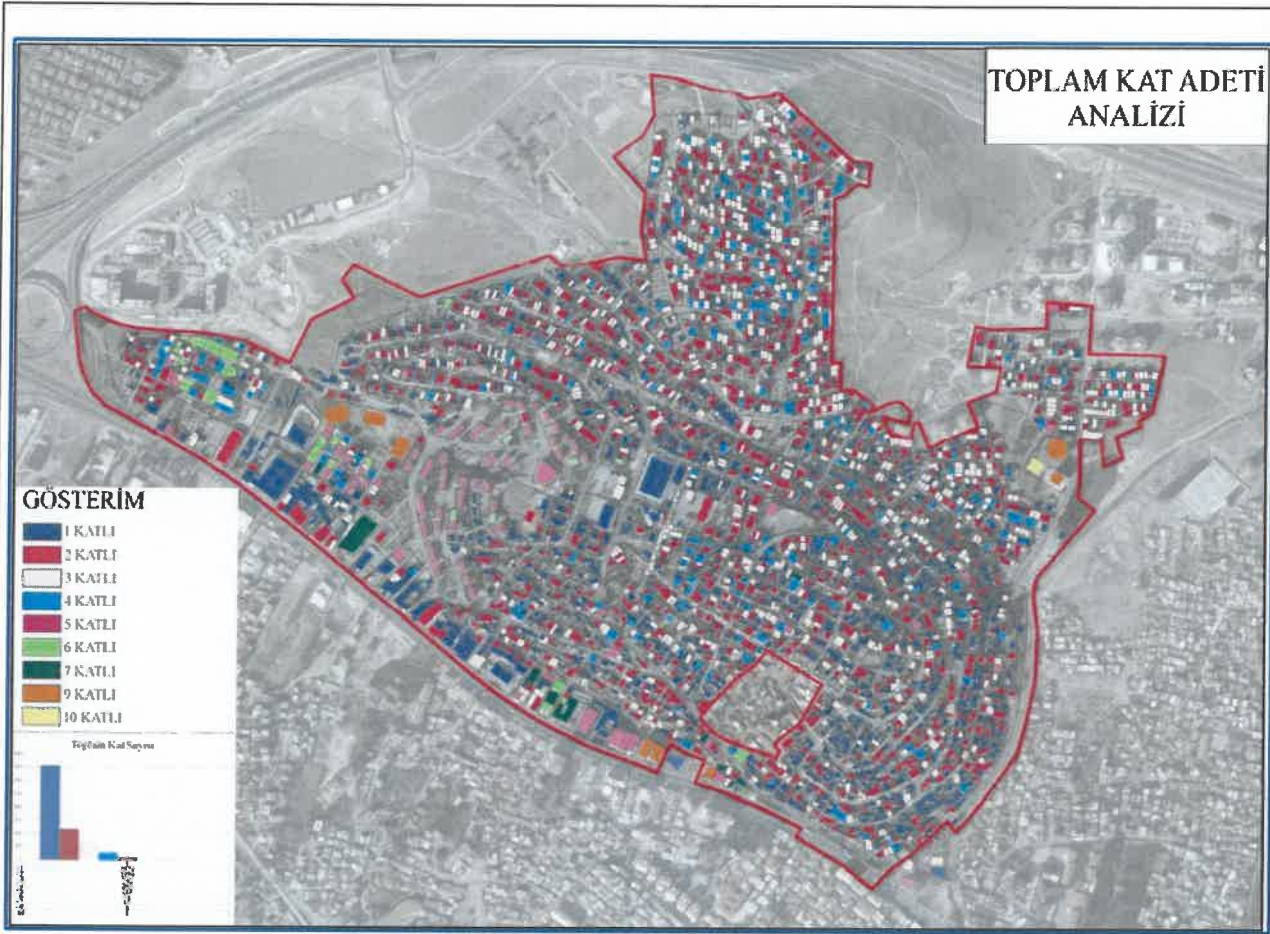 TOPLAM KAT ADETİ
ANALİZİ
GÖSTERİM
1 KATLI
2 KATLI
3 KATLI
4 KATLI
5 KATLI
6 KATLI
7 KATLI
9 KATLI
10 KATLI
Toplam Kat Sayısı